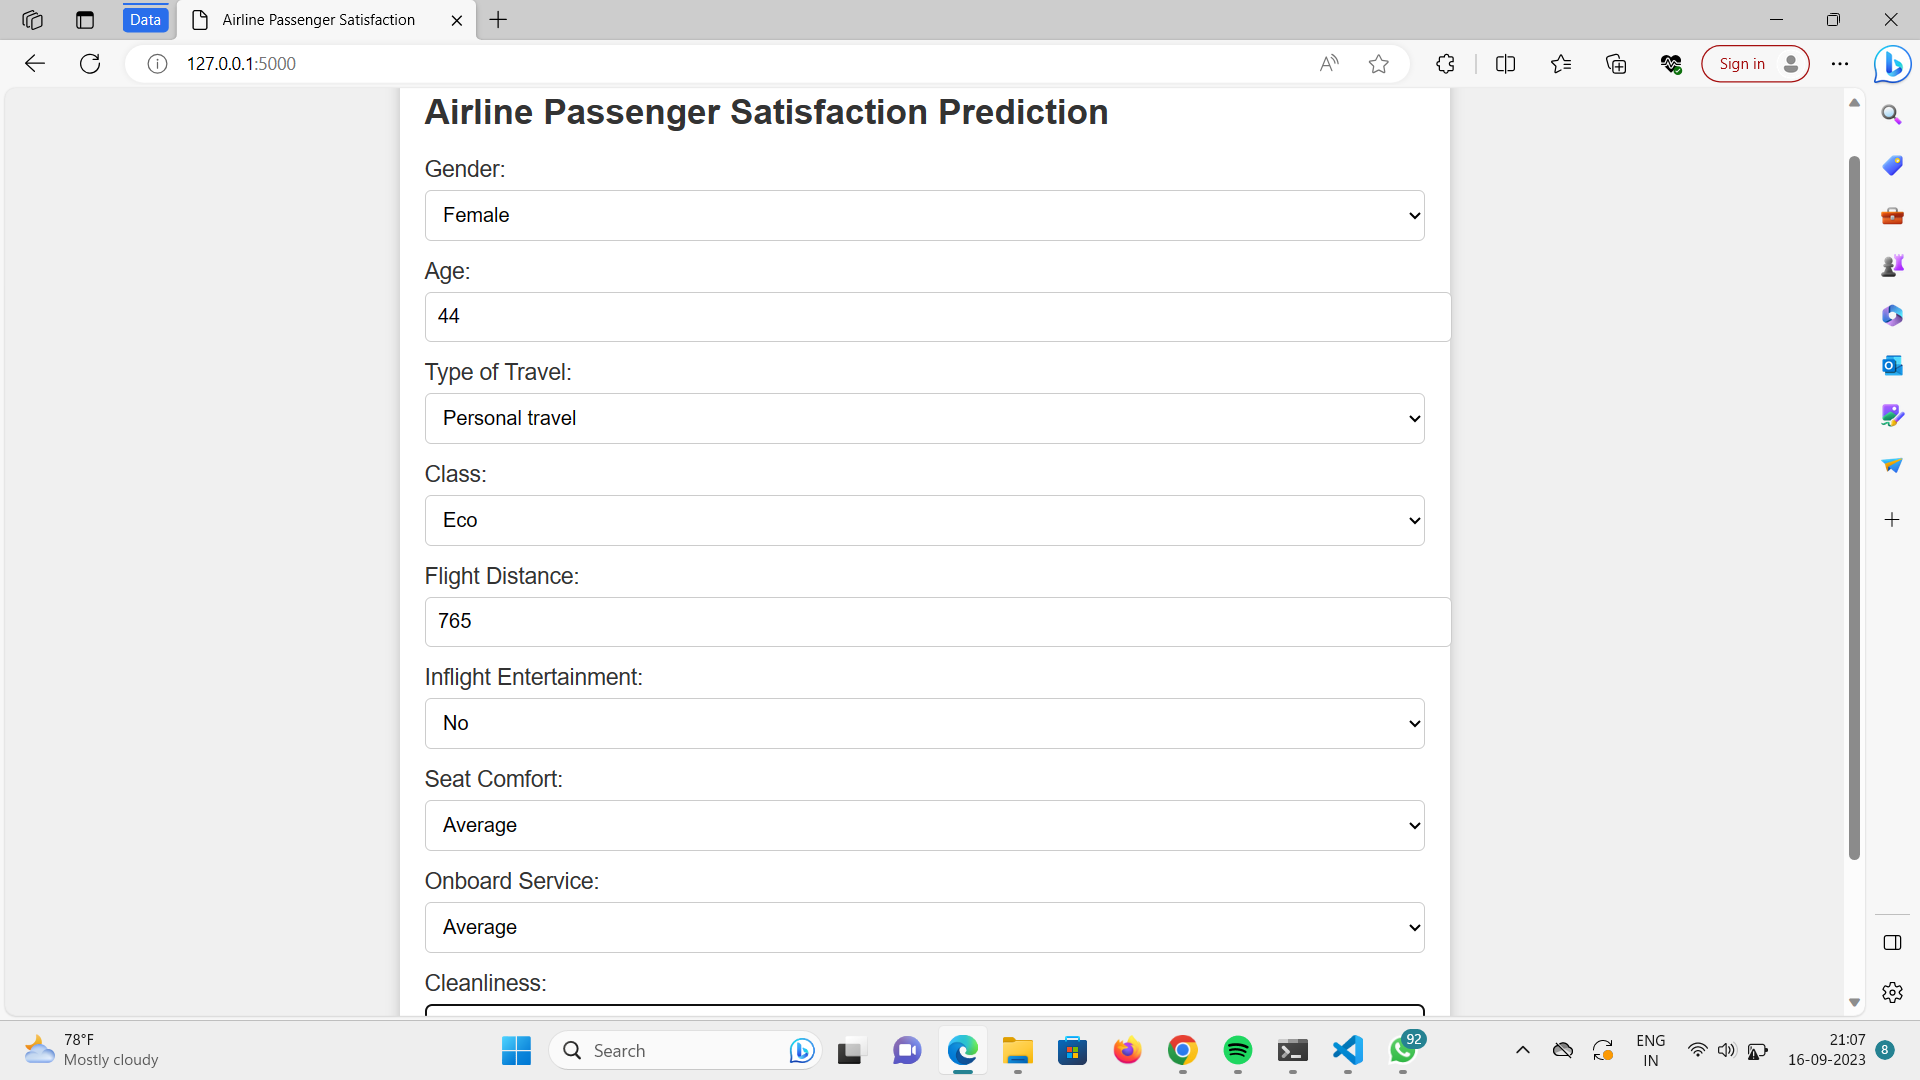 Data
Airline Passenger Satisfaction
127.0.0.1:5000
Sign in
Airline Passenger Satisfaction Prediction
Gender:
Female
Age:
44
Type of Travel:
Personal travel
Class:
Eco
Flight Distance:
765
Inflight Entertainment:
No
Seat Comfort:
Average
Onboard Service:
Average
Cleanliness:
78°F
Mostly cloudy
Search
92
ENG
IN
21:07
16-09-2023
8